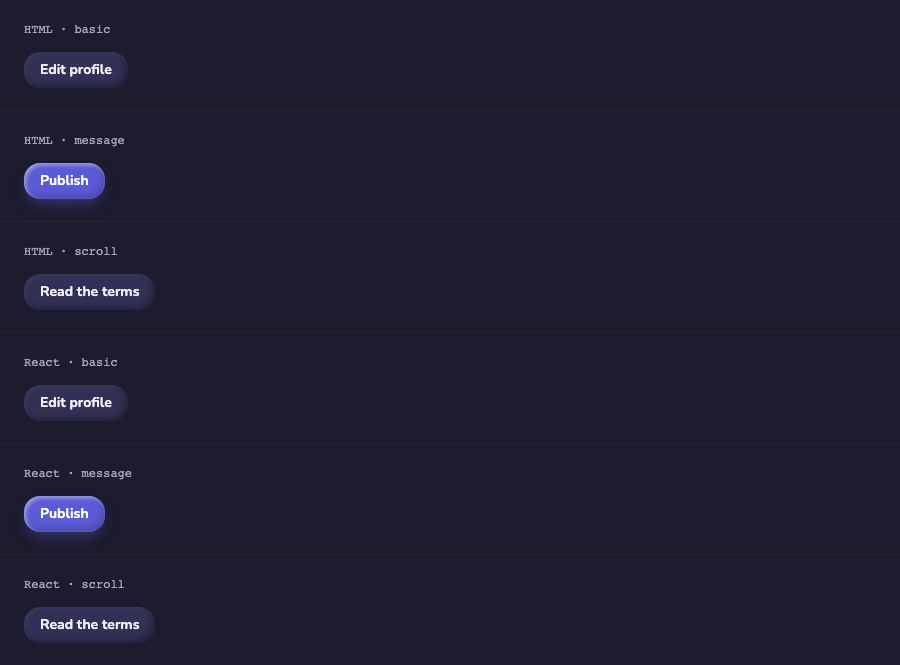 HTML · basic
Edit profile
HTML · message
Publish
HTML · scroll
Read the terms
React · basic
Edit profile
React · message
Publish
React · scroll
Read the terms